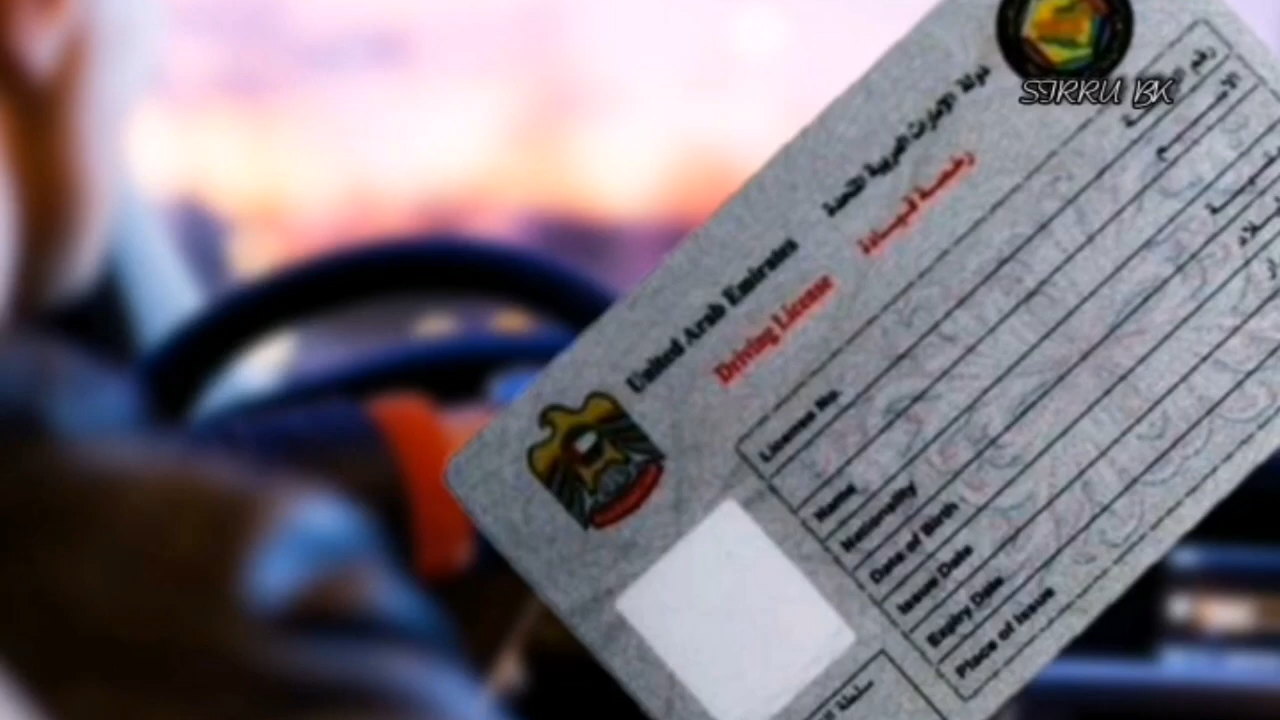 SIRRU BK
دولة الإمارات العربية المتحدة
رخصة قيادة
United Arab Emirates
Driving License
License No.
Name
Nationality
Date of Birth
Issue Date
Expiry Date
Place of Issue